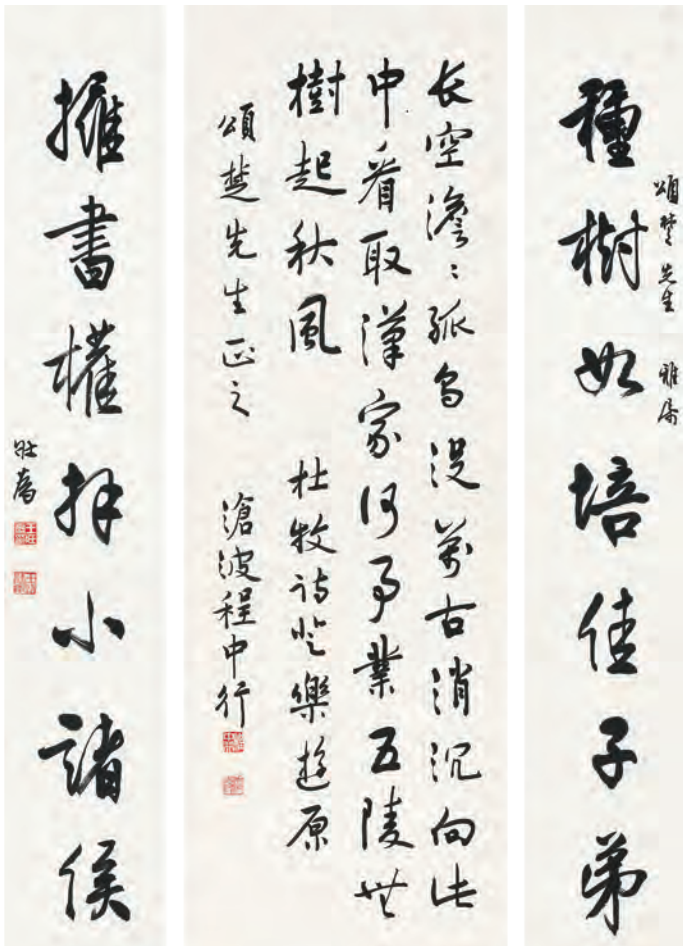 頌楚先生 雅屬
種樹如培佳子弟
長空澹〻孤鳥沒萬古消沉向此
中看取漢家何事業五陵無
樹起秋風 杜牧詩登樂遊原
頌楚先生正之 滄波程中行
擁書權拜小諸侯
壯為